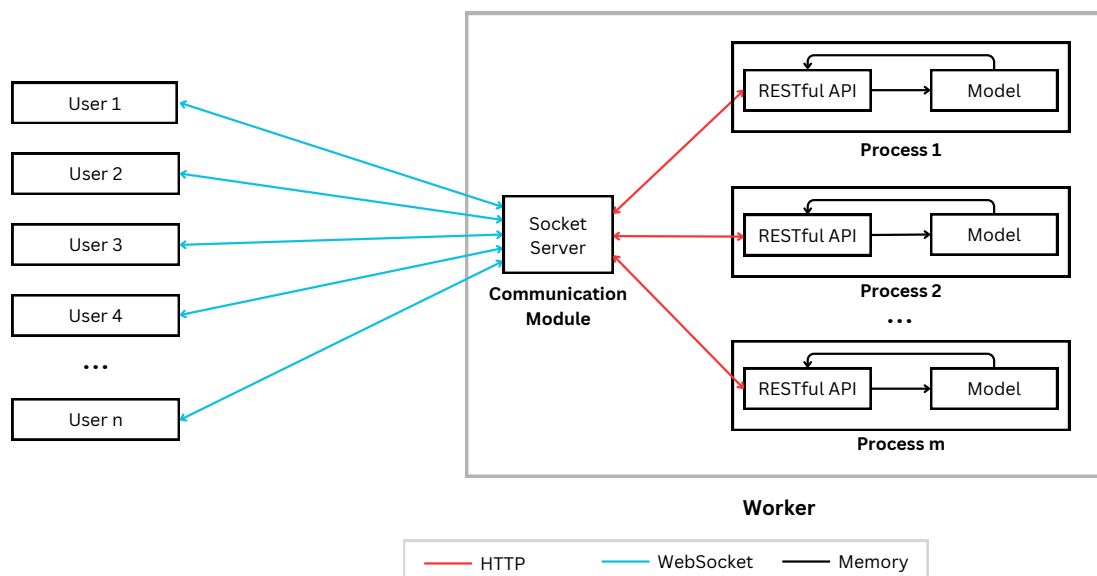 User 1
User 2
User 3
User 4
...
User n
Socket
Server
Communication
Module
RESTful API
Model
Process 1
RESTful API
Model
Process 2
...
RESTful API
Model
Process m
Worker
HTTP
WebSocket
Memory